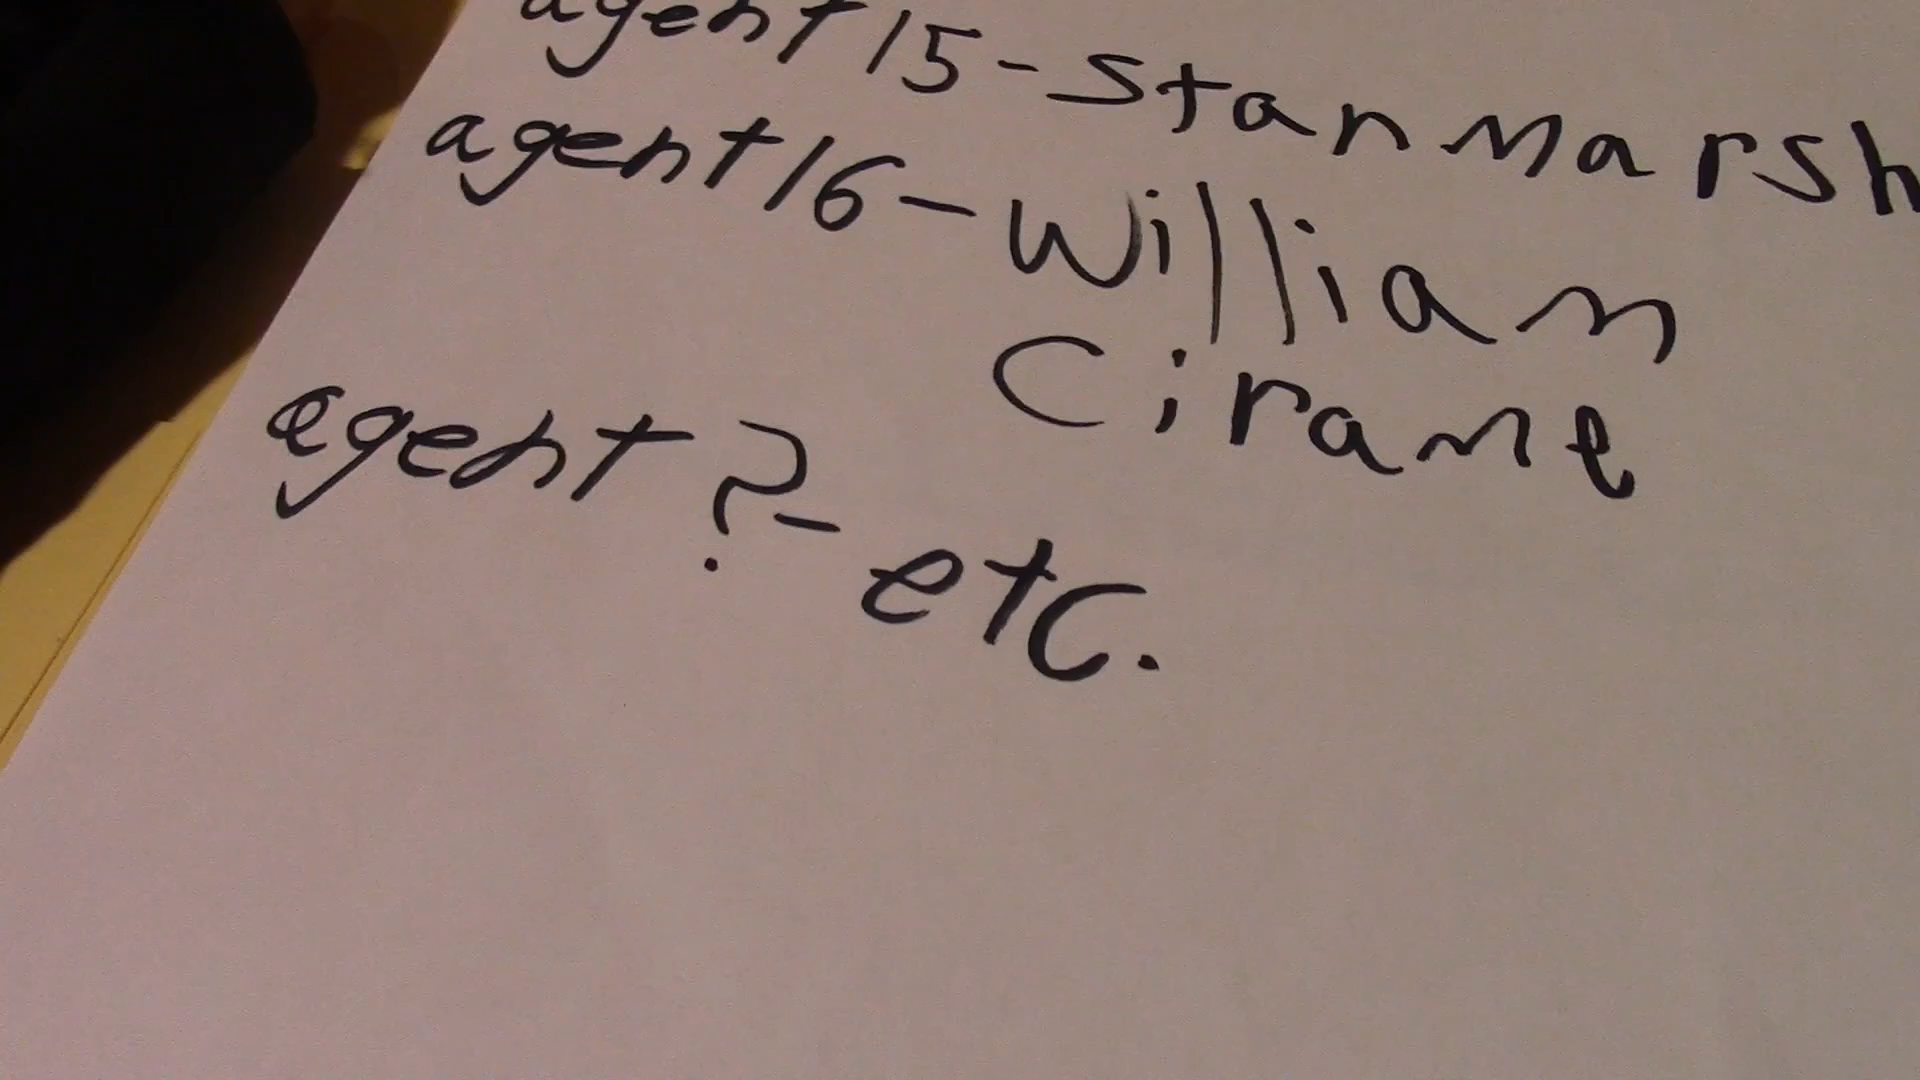 agent 15 - Stan Marsh
agent 16 - William
Cirame
agent ? - etc.